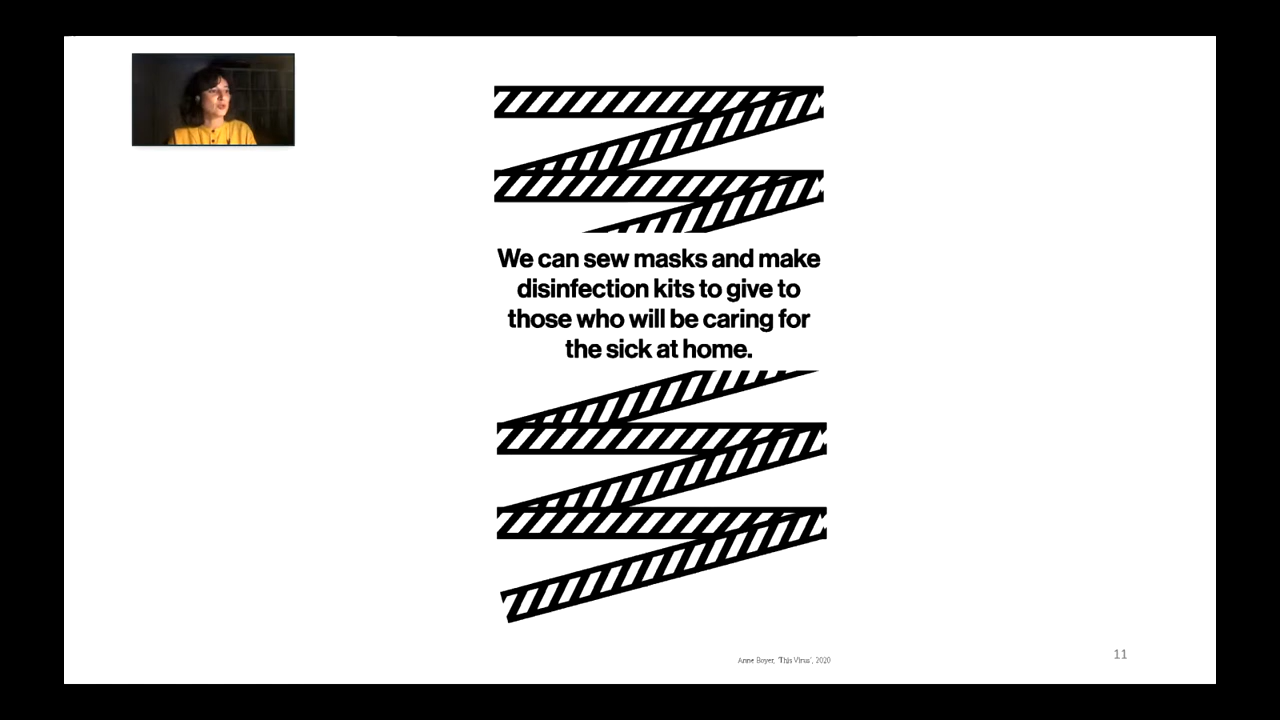 We can sew masks and make
disinfection kits to give to
those who will be caring for
the sick at home.
Anne Boyer, 'This Virus', 2020
11